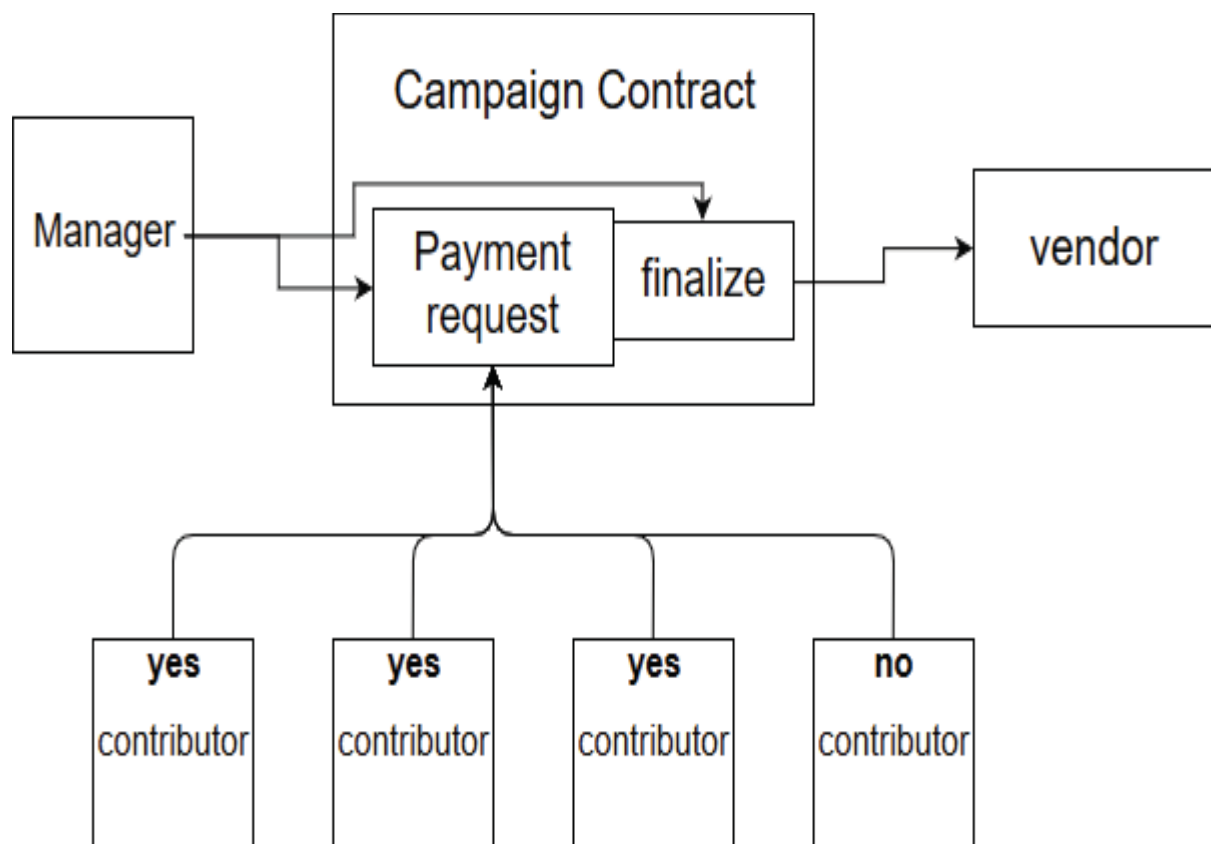 Campaign Contract
Manager
Payment
request
finalize
vendor
yes
contributor
yes
contributor
yes
contributor
no
contributor